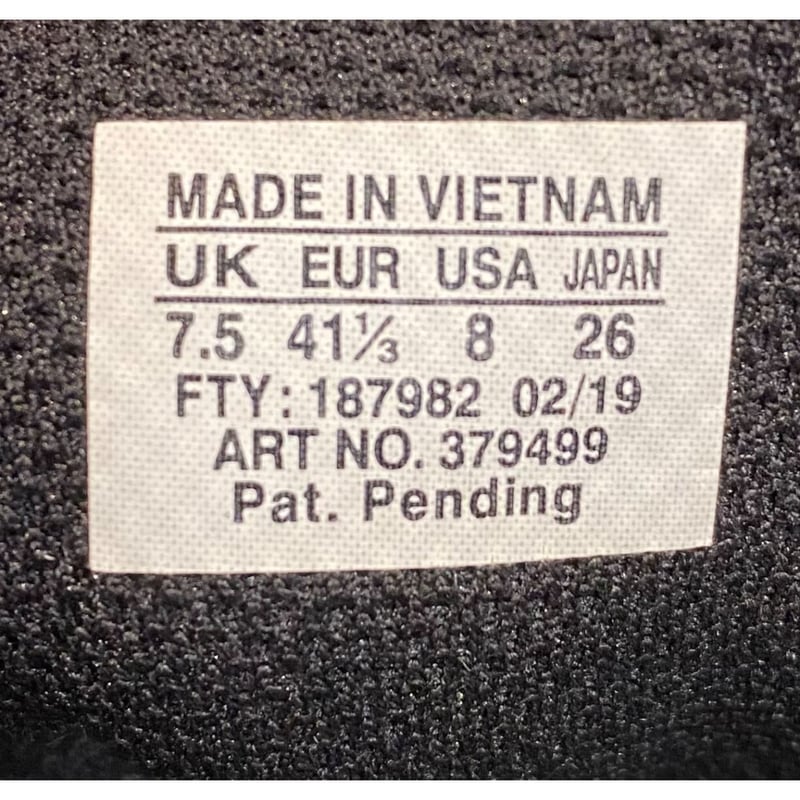 MADE IN VIETNAM
UK EUR USA JAPAN
7.5 41⅓ 8 26
FTY: 187982 02/19
ART NO. 379499
Pat. Pending